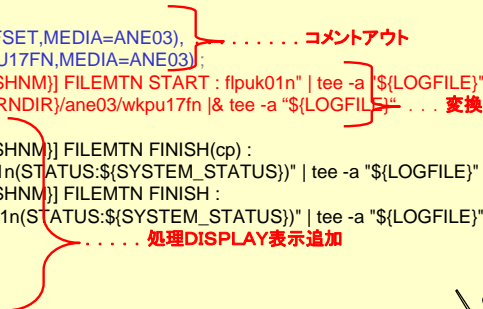 FSET,MEDIA=ANE03), . . . . . . . コメントアウト
U17FN,MEDIA=ANE03) ;
SHNM}] FILEMTN START : flpuk01n" | tee -a "${LOGFILE}"
RNDIR}/ane03/wkpu17fn |& tee -a “${LOGFILE}“ . . . . 変換
SHNM}] FILEMTN FINISH(cp) :
1n(STATUS:${SYSTEM_STATUS})" | tee -a "${LOGFILE}"
SHNM}] FILEMTN FINISH :
1n(STATUS:${SYSTEM_STATUS})" | tee -a "${LOGFILE}"
. . . . . 処理DISPLAY表示追加